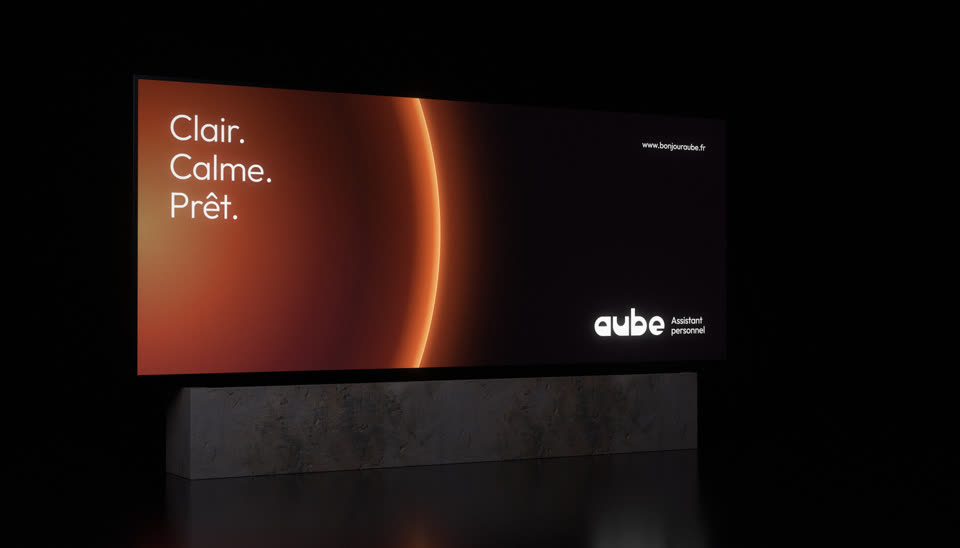 Clair.
Calme.
Prêt.
www.bonjouraube.fr
aube
Assistant
personnel